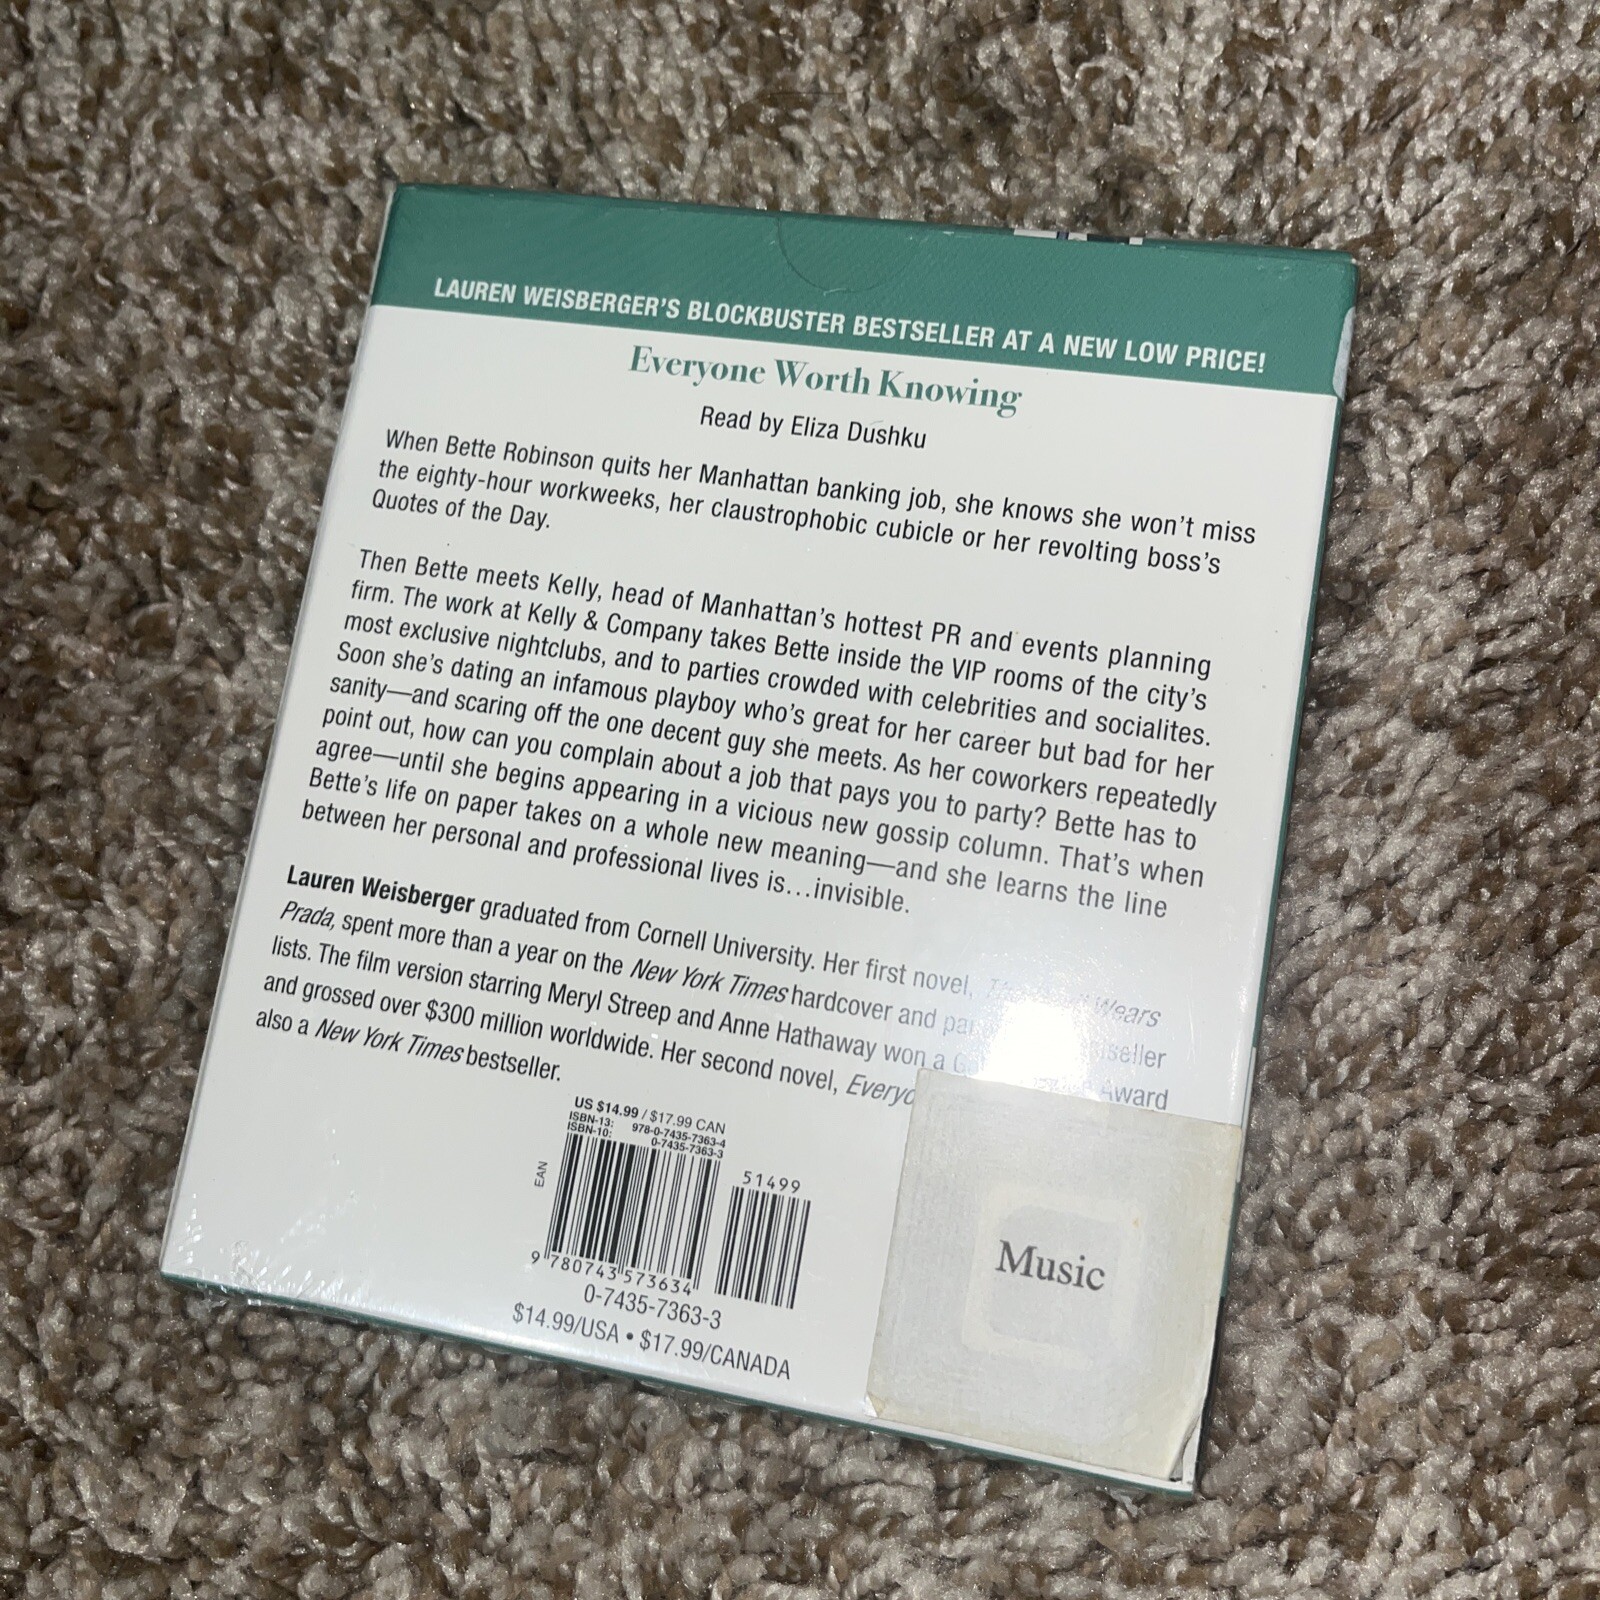 LAUREN WEISBERGER'S BLOCKBUSTER BESTSELLER AT A NEW LOW PRICE!
Everyone Worth Knowing
Read by Eliza Dushku
When Bette Robinson quits her Manhattan banking job, she knows she won't miss
the eighty-hour workweeks, her claustrophobic cubicle or her revolting boss's
Quotes of the Day.
Then Bette meets Kelly, head of Manhattan's hottest PR and events planning
firm. The work at Kelly & Company takes Bette inside the VIP rooms of the city's
most exclusive nightclubs, and to parties crowded with celebrities and socialites.
Soon she's dating an infamous playboy who's great for her career but bad for her
sanity—and scaring off the one decent guy she meets. As her coworkers repeatedly
point out, how can you complain about a job that pays you to party? Bette has to
agree—until she begins appearing in a vicious new gossip column. That's when
Bette's life on paper takes on a whole new meaning—and she learns the line
between her personal and professional lives is...invisible.
Lauren Weisberger graduated from Cornell University. Her first novel, Wears
Prada, spent more than a year on the New York Times hardcover and
lists. The film version starring Meryl Streep and Anne Hathaway won a Award
and grossed over $300 million worldwide. Her second novel,
also a New York Times bestseller.
US $14.99 / $17.99 CAN
ISBN-13: 978-0-7435-7363-4
ISBN-10: 0-7435-7363-3
EAN
51499
9 780743 573634
0-7435-7363-3
$14.99/USA • $17.99/CANADA
Music